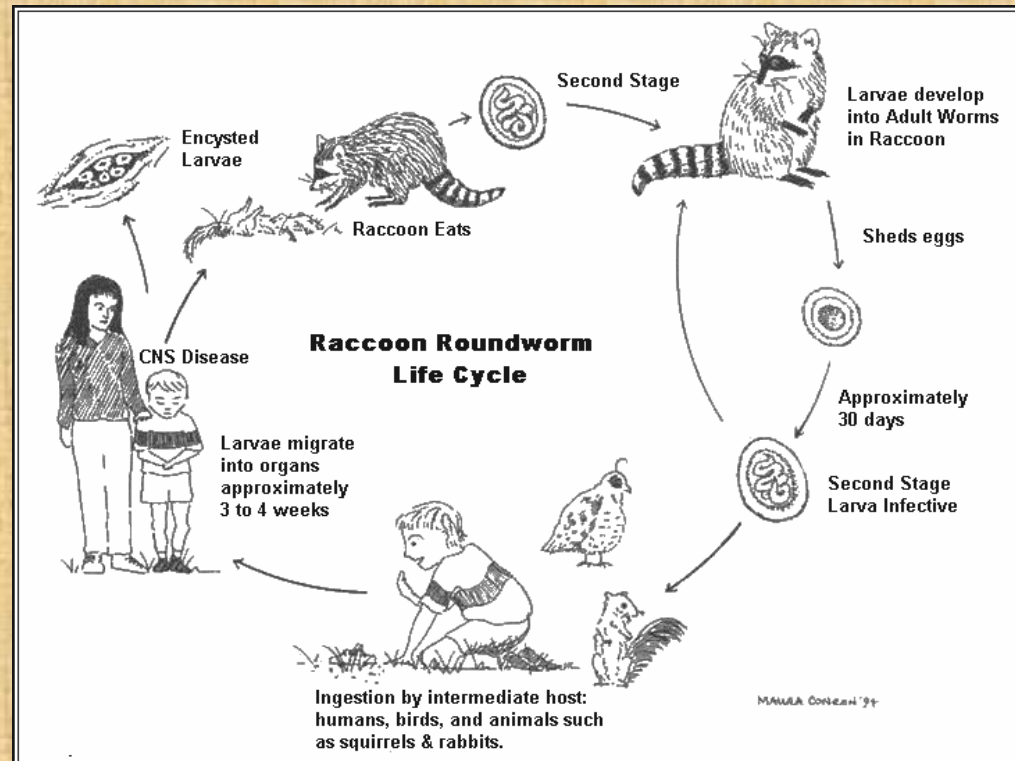 Second Stage
Larvae develop
into Adult Worms
in Raccoon
Encysted
Larvae
Raccoon Eats
Sheds eggs
Raccoon Roundworm
Life Cycle
CNS Disease
Approximately
30 days
Larvae migrate
into organs
approximately
3 to 4 weeks
Second Stage
Larva Infective
Ingestion by intermediate host:
humans, birds, and animals such
as squirrels & rabbits.
MAURA CONRON '94